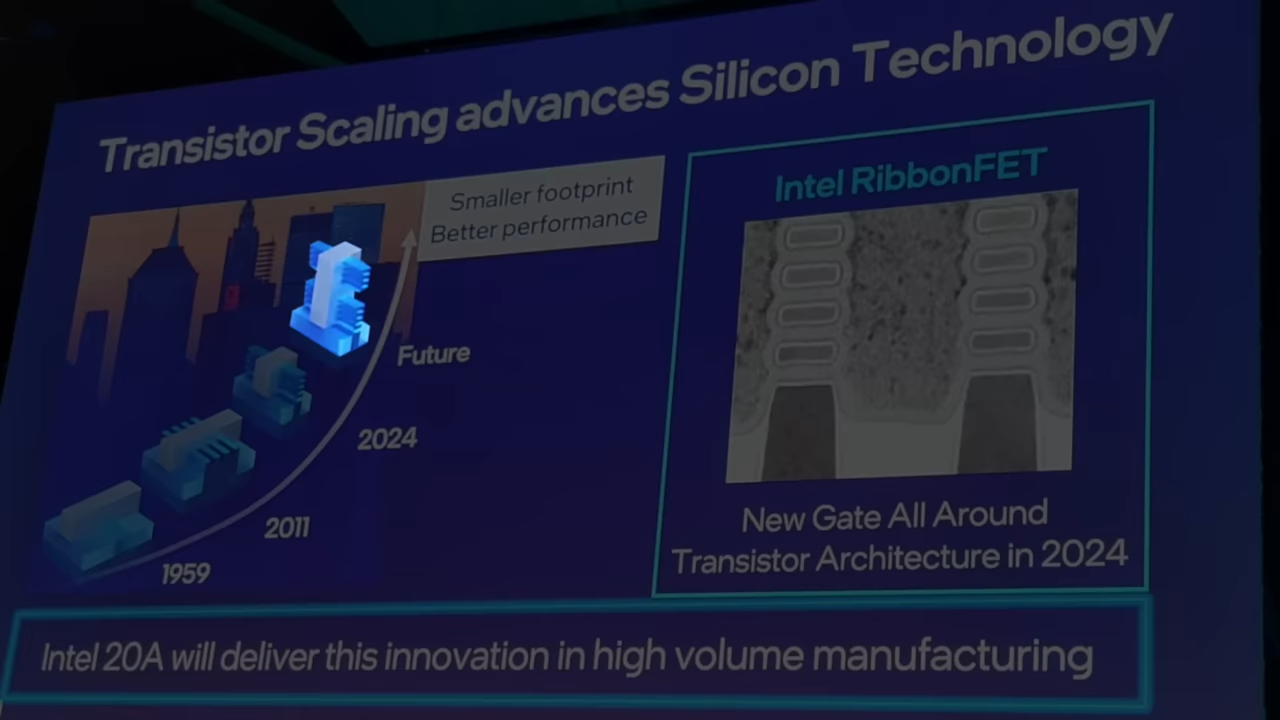 Transistor Scaling advances Silicon Technology
Smaller footprint
Better performance
Future
2024
2011
1959
Intel RibbonFET
New Gate All Around
Transistor Architecture in 2024
Intel 20A will deliver this innovation in high volume manufacturing